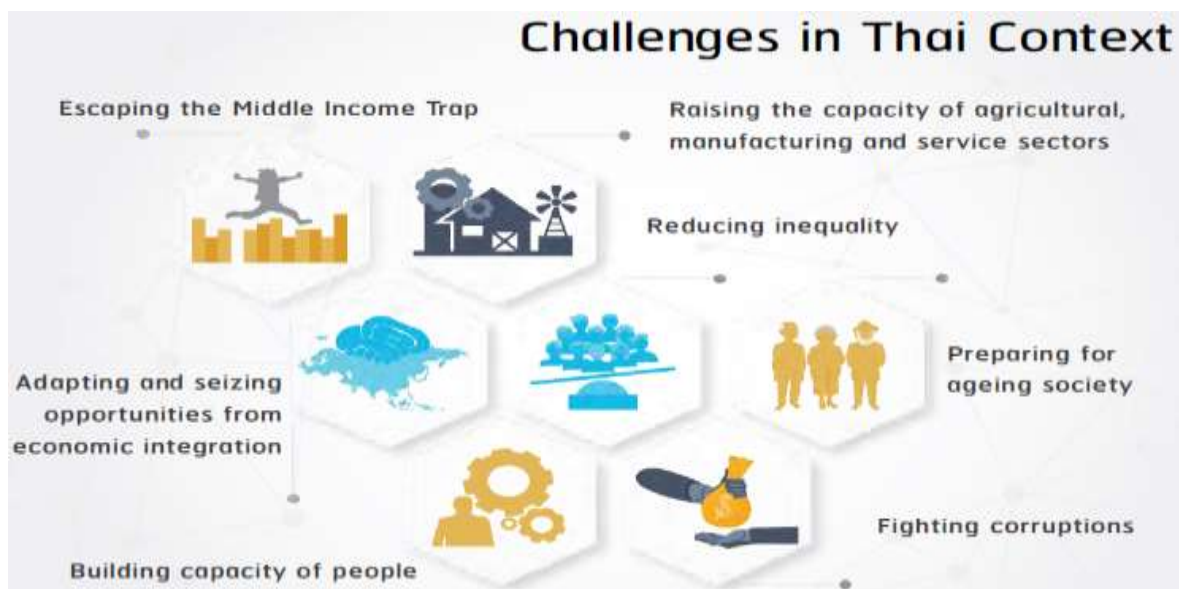 Challenges in Thai Context
Escaping the Middle Income Trap
Raising the capacity of agricultural,
manufacturing and service sectors
Reducing inequality
Adapting and seizing
opportunities from
economic integration
Preparing for
ageing society
Building capacity of people
Fighting corruptions